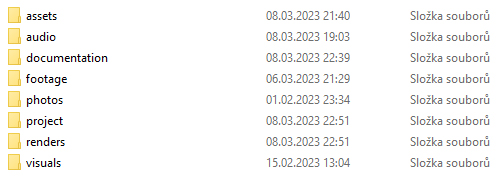 assets 08.03.2023 21:40 Složka souborů
audio 08.03.2023 19:03 Složka souborů
documentation 08.03.2023 22:39 Složka souborů
footage 06.03.2023 21:29 Složka souborů
photos 01.02.2023 23:34 Složka souborů
project 08.03.2023 22:51 Složka souborů
renders 08.03.2023 22:51 Složka souborů
visuals 15.02.2023 13:04 Složka souborů